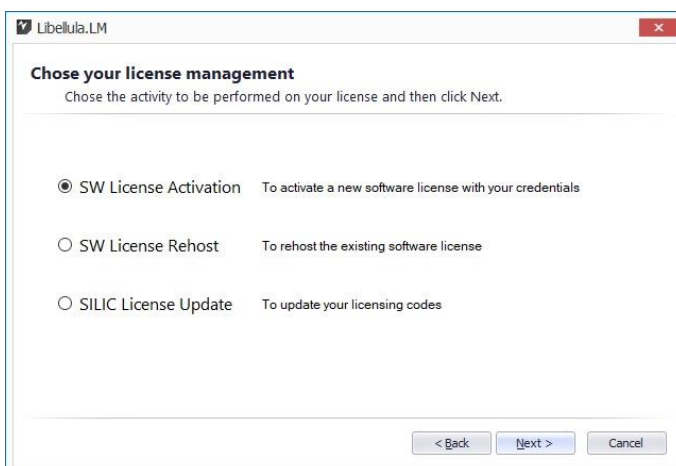 Libellula.LM
Chose your license management
Chose the activity to be performed on your license and then click Next.
SW License Activation To activate a new software license with your credentials
SW License Rehost To rehost the existing software license
SILIC License Update To update your licensing codes
< Back Next > Cancel